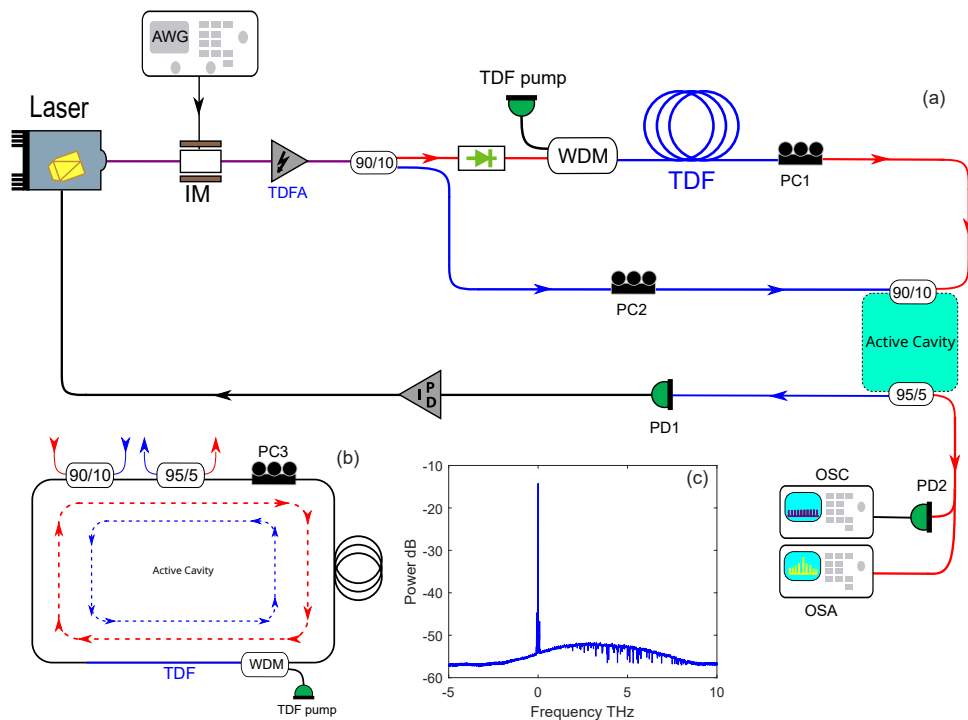 AWG
(a)
TDF pump
Laser
90/10
WDM
IM
TDFA
TDF
PC1
PC2
90/10
Active Cavity
95/5
P
I
D
PD1
(b)
PC3
90/10
95/5
Active Cavity
TDF
WDM
TDF pump
(c)
-10
-20
-30
-40
-50
-60
Power dB
-5
0
5
10
Frequency THz
OSC
PD2
OSA